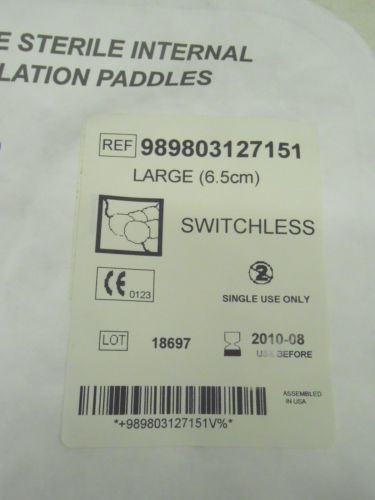 E STERILE INTERNAL
LATION PADDLES
REF 989803127151
LARGE (6.5cm)
SWITCHLESS
CE 0123
2
SINGLE USE ONLY
LOT 18697
2010-08
USE BEFORE
ASSEMBLED
IN USA
*+989803127151V%*